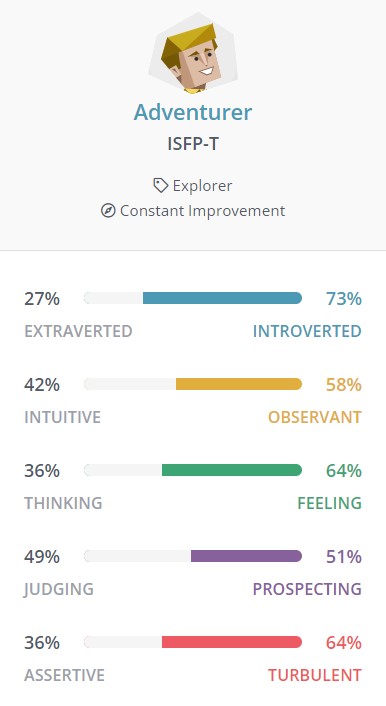 Adventurer
ISFP-T
Explorer
Constant Improvement
27% 73%
EXTRAVERTED INTROVERTED
42% 58%
INTUITIVE OBSERVANT
36% 64%
THINKING FEELING
49% 51%
JUDGING PROSPECTING
36% 64%
ASSERTIVE TURBULENT